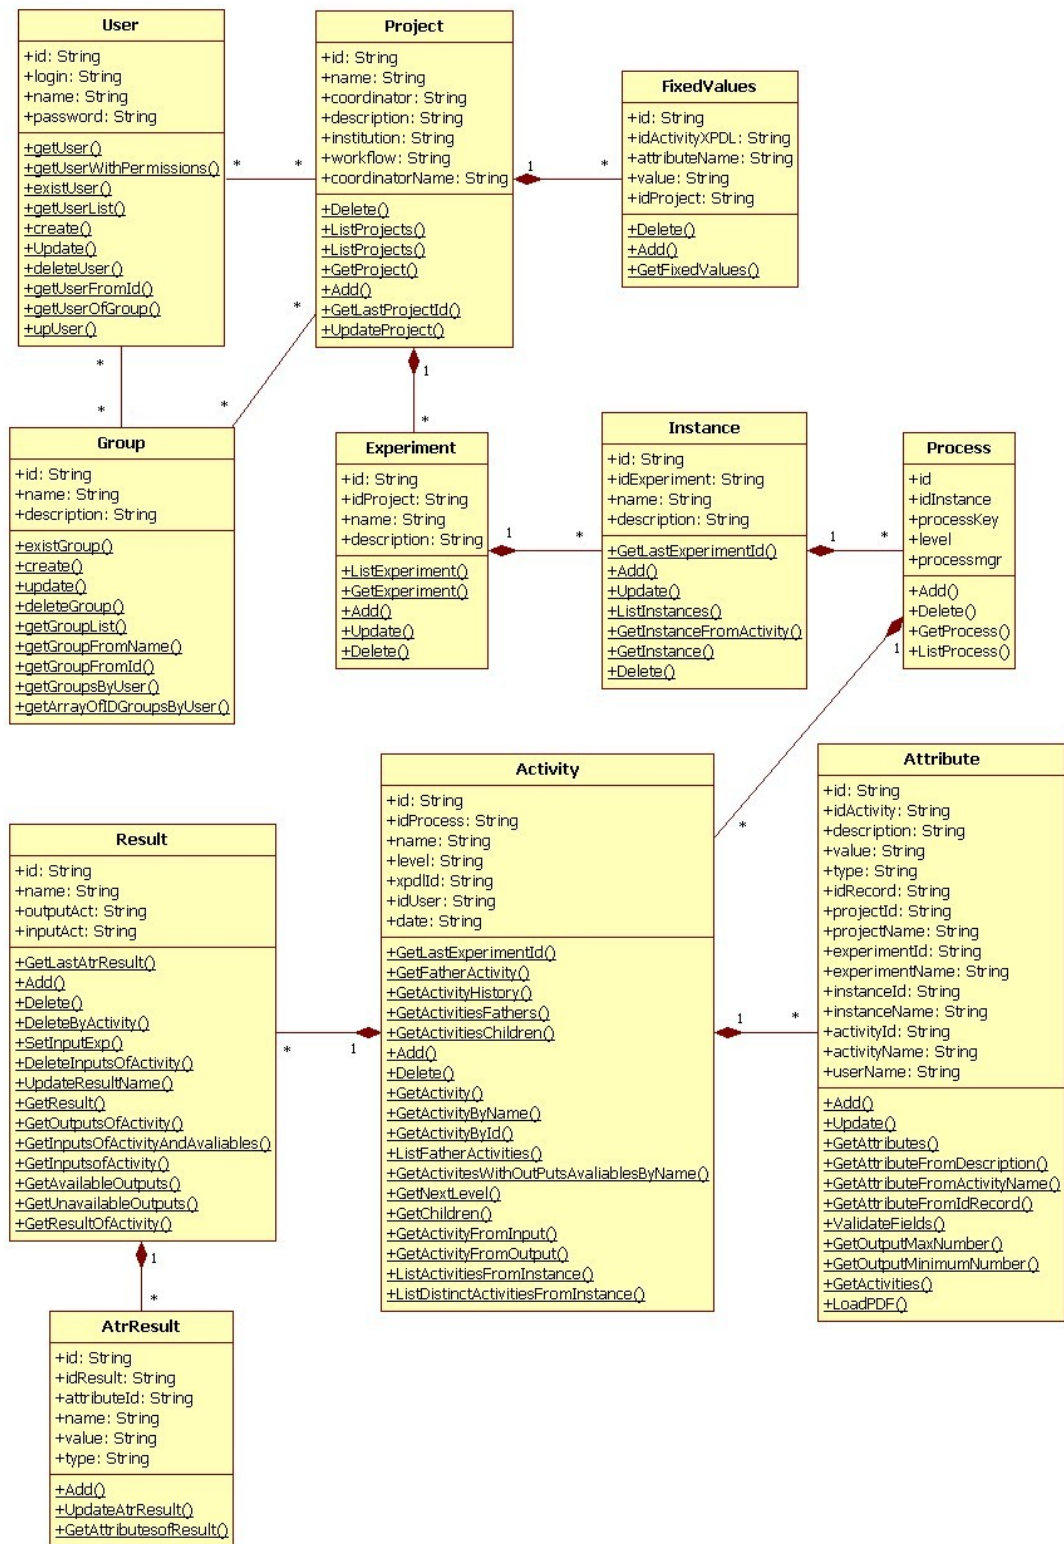 User
+id: String
+login: String
+name: String
+password: String
+getUser()
+getUserWithPermissions()
+existUser()
+getUserList()
+create()
+Update()
+deleteUser()
+getUserFromId()
+getUserOfGroup()
+upUser()
*
*
Project
+id: String
+name: String
+coordinator: String
+description: String
+institution: String
+workflow: String
+coordinatorName: String
+Delete()
+ListProjects()
+ListProjects()
+GetProject()
+Add()
+GetLastProjectId()
+UpdateProject()
1
*
FixedValues
+id: String
+idActivityXPDL: String
+attributeName: String
+value: String
+idProject: String
+Delete()
+Add()
+GetFixedValues()
*
*
*
*
1
*
Group
+id: String
+name: String
+description: String
+existGroup()
+create()
+update()
+deleteGroup()
+getGroupList()
+getGroupFromName()
+getGroupFromId()
+getGroupsByUser()
+getArrayOfIDGroupsByUser()
Experiment
+id: String
+idProject: String
+name: String
+description: String
+ListExperiment()
+GetExperiment()
+Add()
+Update()
+Delete()
1
*
Instance
+id: String
+idExperiment: String
+name: String
+description: String
+GetLastExperimentId()
+Add()
+Update()
+ListInstances()
+GetInstanceFromActivity()
+GetInstance()
+Delete()
1
*
Process
+id
+idInstance
+processKey
+level
+processmgr
+Add()
+Delete()
+GetProcess()
+ListProcess()
1
*
Result
+id: String
+name: String
+outputAct: String
+inputAct: String
+GetLastAtrResult()
+Add()
+Delete()
+DeleteByActivity()
+SetInputExp()
+DeleteInputsOfActivity()
+UpdateResultName()
+GetResult()
+GetOutputsOfActivity()
+GetInputsOfActivityAndAvaliables()
+GetInputsofActivity()
+GetAvailableOutputs()
+GetUnavailableOutputs()
+GetResultOfActivity()
*
1
Activity
+id: String
+idProcess: String
+name: String
+level: String
+xpdlId: String
+idUser: String
+date: String
+GetLastExperimentId()
+GetFatherActivity()
+GetActivityHistory()
+GetActivitiesFathers()
+GetActivitiesChildren()
+Add()
+Delete()
+GetActivity()
+GetActivityByName()
+GetActivityById()
+ListFatherActivities()
+GetActivitesWithOutPutsAvaliablesByName()
+GetNextLevel()
+GetChildren()
+GetActivityFromInput()
+GetActivityFromOutput()
+ListActivitiesFromInstance()
+ListDistinctActivitiesFromInstance()
1
*
Attribute
+id: String
+idActivity: String
+description: String
+value: String
+type: String
+idRecord: String
+projectId: String
+projectName: String
+experimentId: String
+experimentName: String
+instanceId: String
+instanceName: String
+activityId: String
+activityName: String
+userName: String
+Add()
+Update()
+GetAttributes()
+GetAttributeFromDescription()
+GetAttributeFromActivityName()
+GetAttributeFromIdRecord()
+ValidateFields()
+GetOutputMaxNumber()
+GetOutputMinimumNumber()
+GetActivities()
+LoadPDF()
1
*
AtrResult
+id: String
+idResult: String
+attributeId: String
+name: String
+value: String
+type: String
+Add()
+UpdateAtrResult()
+GetAttributesofResult()